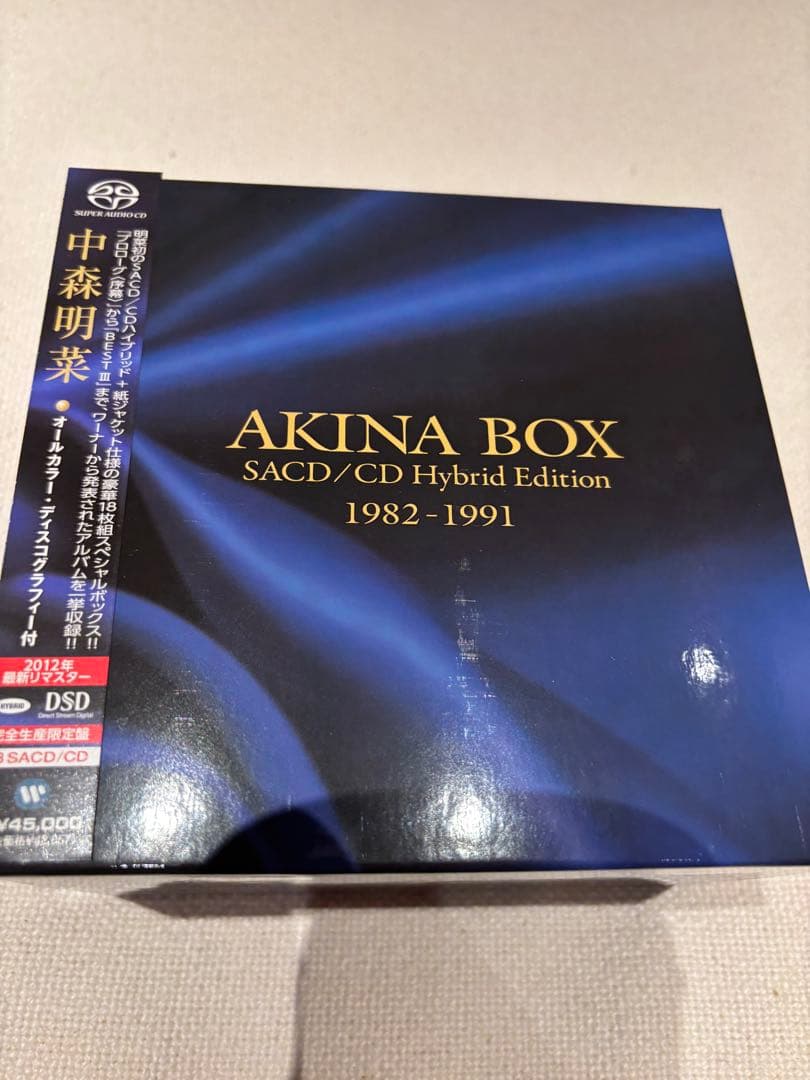 SUPER AUDIO CD
中森明菜
●オールカラー・ディスコグラフィー付
明菜初のSACD/CDハイブリッド+紙ジャケット仕様の豪華18枚組スペシャルボックス!!
「プロローグ〈序幕〉」から「BEST Ⅲ」まで、ワーナーから発表されたアルバムを一挙収録!!
2012年
最新リマスター
HYBRID
DSD
Direct Stream Digital
完全生産限定盤
SACD/CD
¥45,000
AKINA BOX
SACD/CD Hybrid Edition
1982-1991